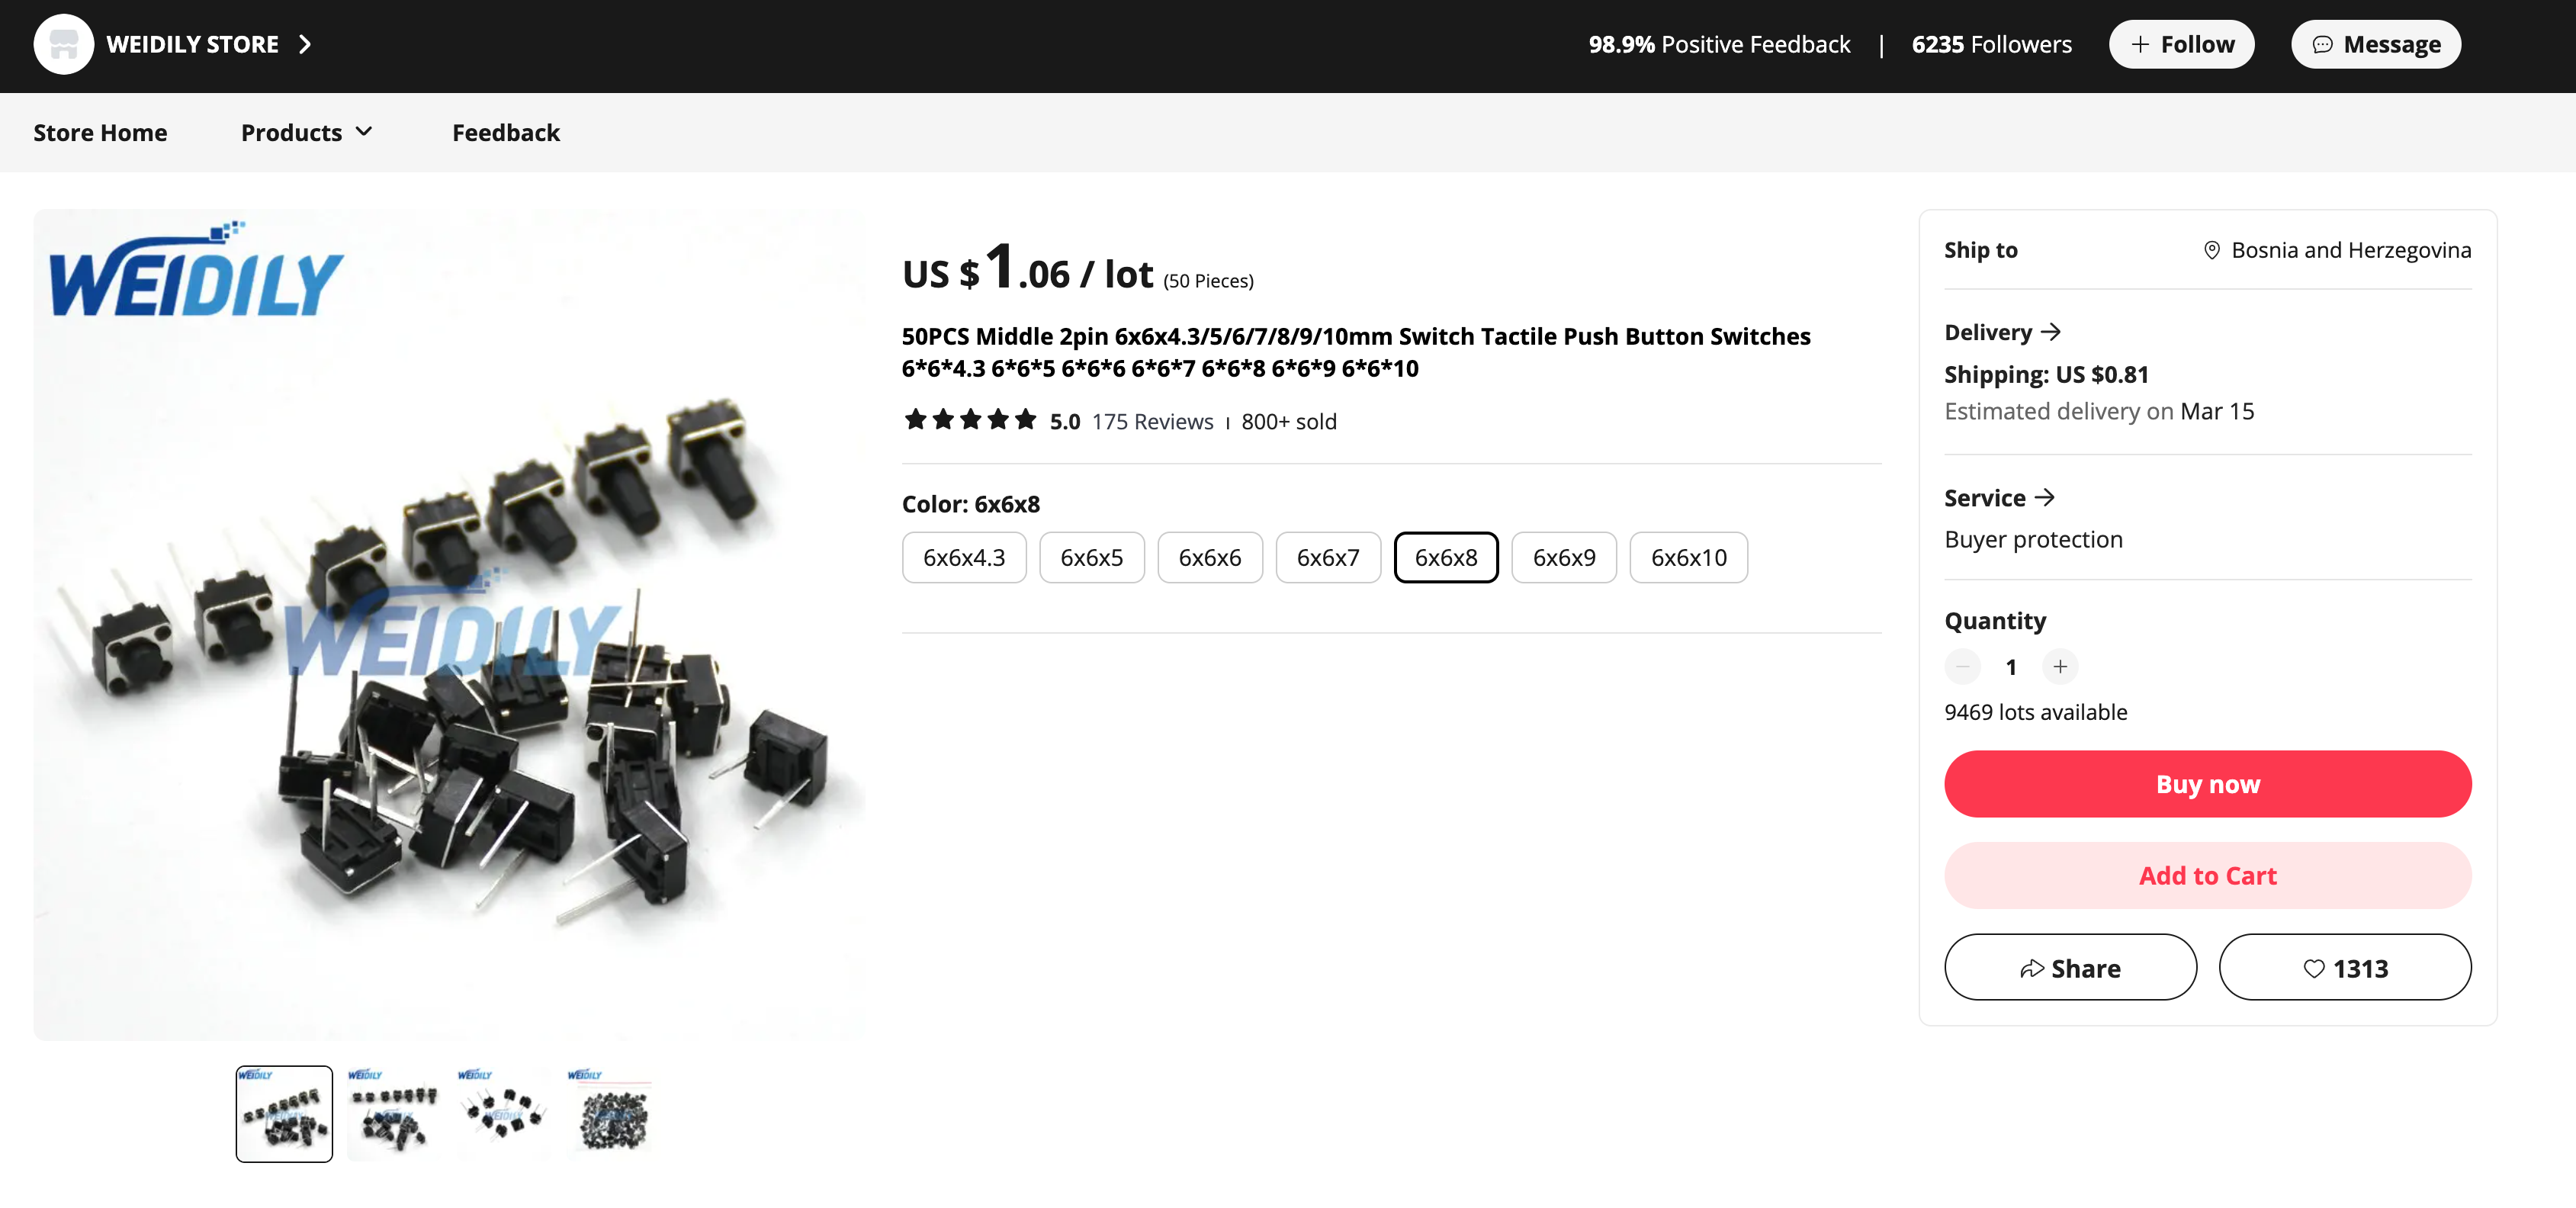 WEIDILY STORE
98.9% Positive Feedback | 6235 Followers
Follow
Message
Store Home
Products
Feedback
WEIDILY
WEIDILY
US $1.06 / lot (50 Pieces)
50PCS Middle 2pin 6x6x4.3/5/6/7/8/9/10mm Switch Tactile Push Button Switches
6*6*4.3 6*6*5 6*6*6 6*6*7 6*6*8 6*6*9 6*6*10
5.0 175 Reviews 800+ sold
Color: 6x6x8
6x6x4.3
6x6x5
6x6x6
6x6x7
6x6x8
6x6x9
6x6x10
Ship to
Bosnia and Herzegovina
Delivery
Shipping: US $0.81
Estimated delivery on Mar 15
Service
Buyer protection
Quantity
1
9469 lots available
Buy now
Add to Cart
Share
1313
WEIDILY
WEIDILY
WEIDILY
WEIDILY